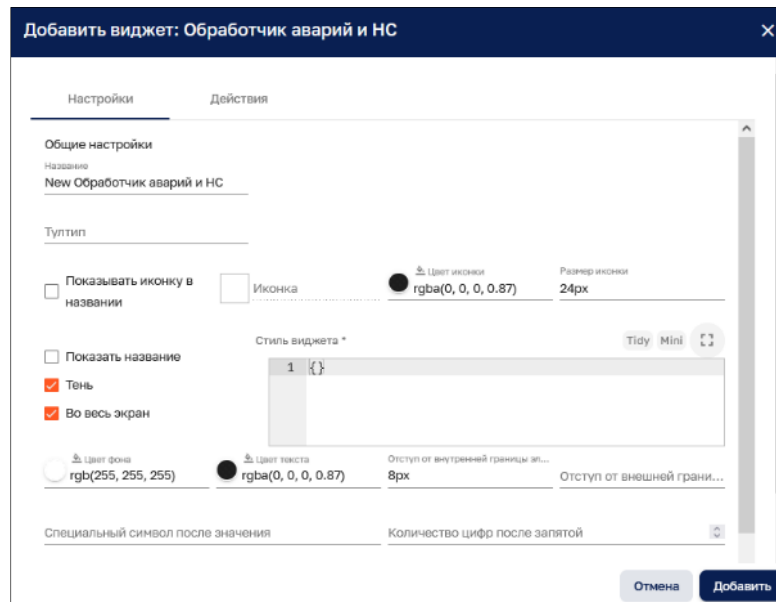 Добавить виджет: Обработчик аварий и НС
Настройки
Действия
Общие настройки
Название
New Обработчик аварий и НС
Тултип
Показывать иконку в
названии
Иконка
Цвет иконки
rgba(0, 0, 0, 0.87)
Размер иконки
24px
Показать название
Тень
Во весь экран
Стиль виджета *
Tidy Mini
1 {}
Цвет фона
rgb(255, 255, 255)
Цвет текста
rgba(0, 0, 0, 0.87)
Отступ от внутренней границы эл...
8px
Отступ от внешней грани...
Специальный символ после значения
Количество цифр после запятой
Отмена
Добавить